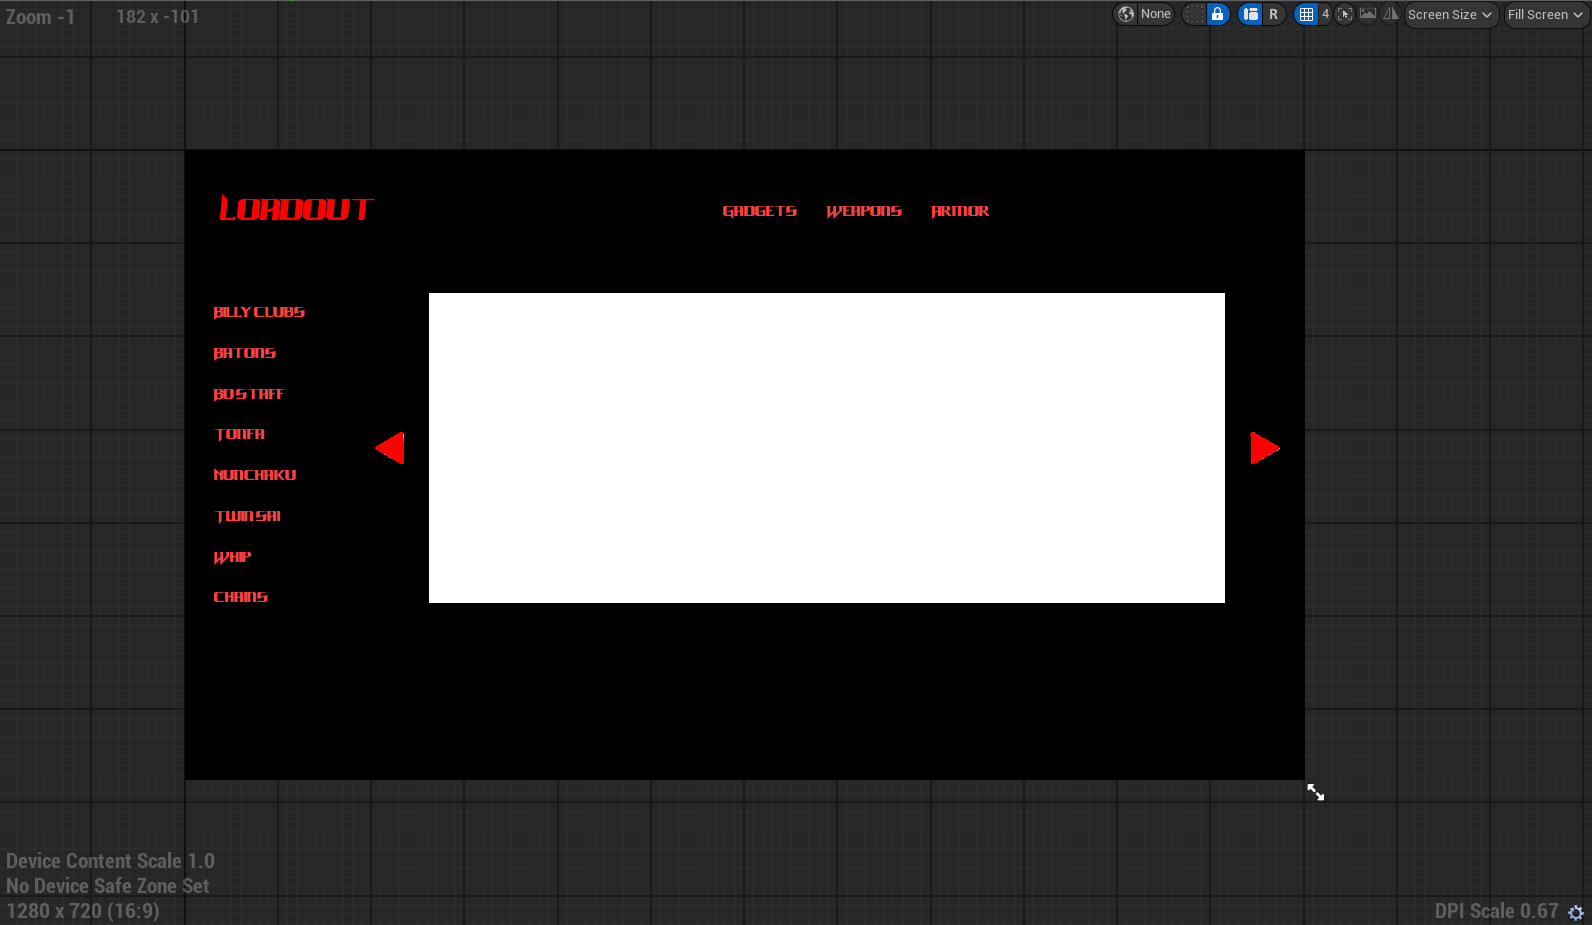 Zoom -1 182 x -101 None R 4 Screen Size Fill Screen
LOADOUT
GADGETS WEAPONS ARMOR
BILLY CLUBS
BATONS
BO STAFF
TONFA
NUNCHAKU
TWIN SAI
WHIP
CHAINS
Device Content Scale 1.0
No Device Safe Zone Set
1280 x 720 (16:9) DPI Scale 0.67